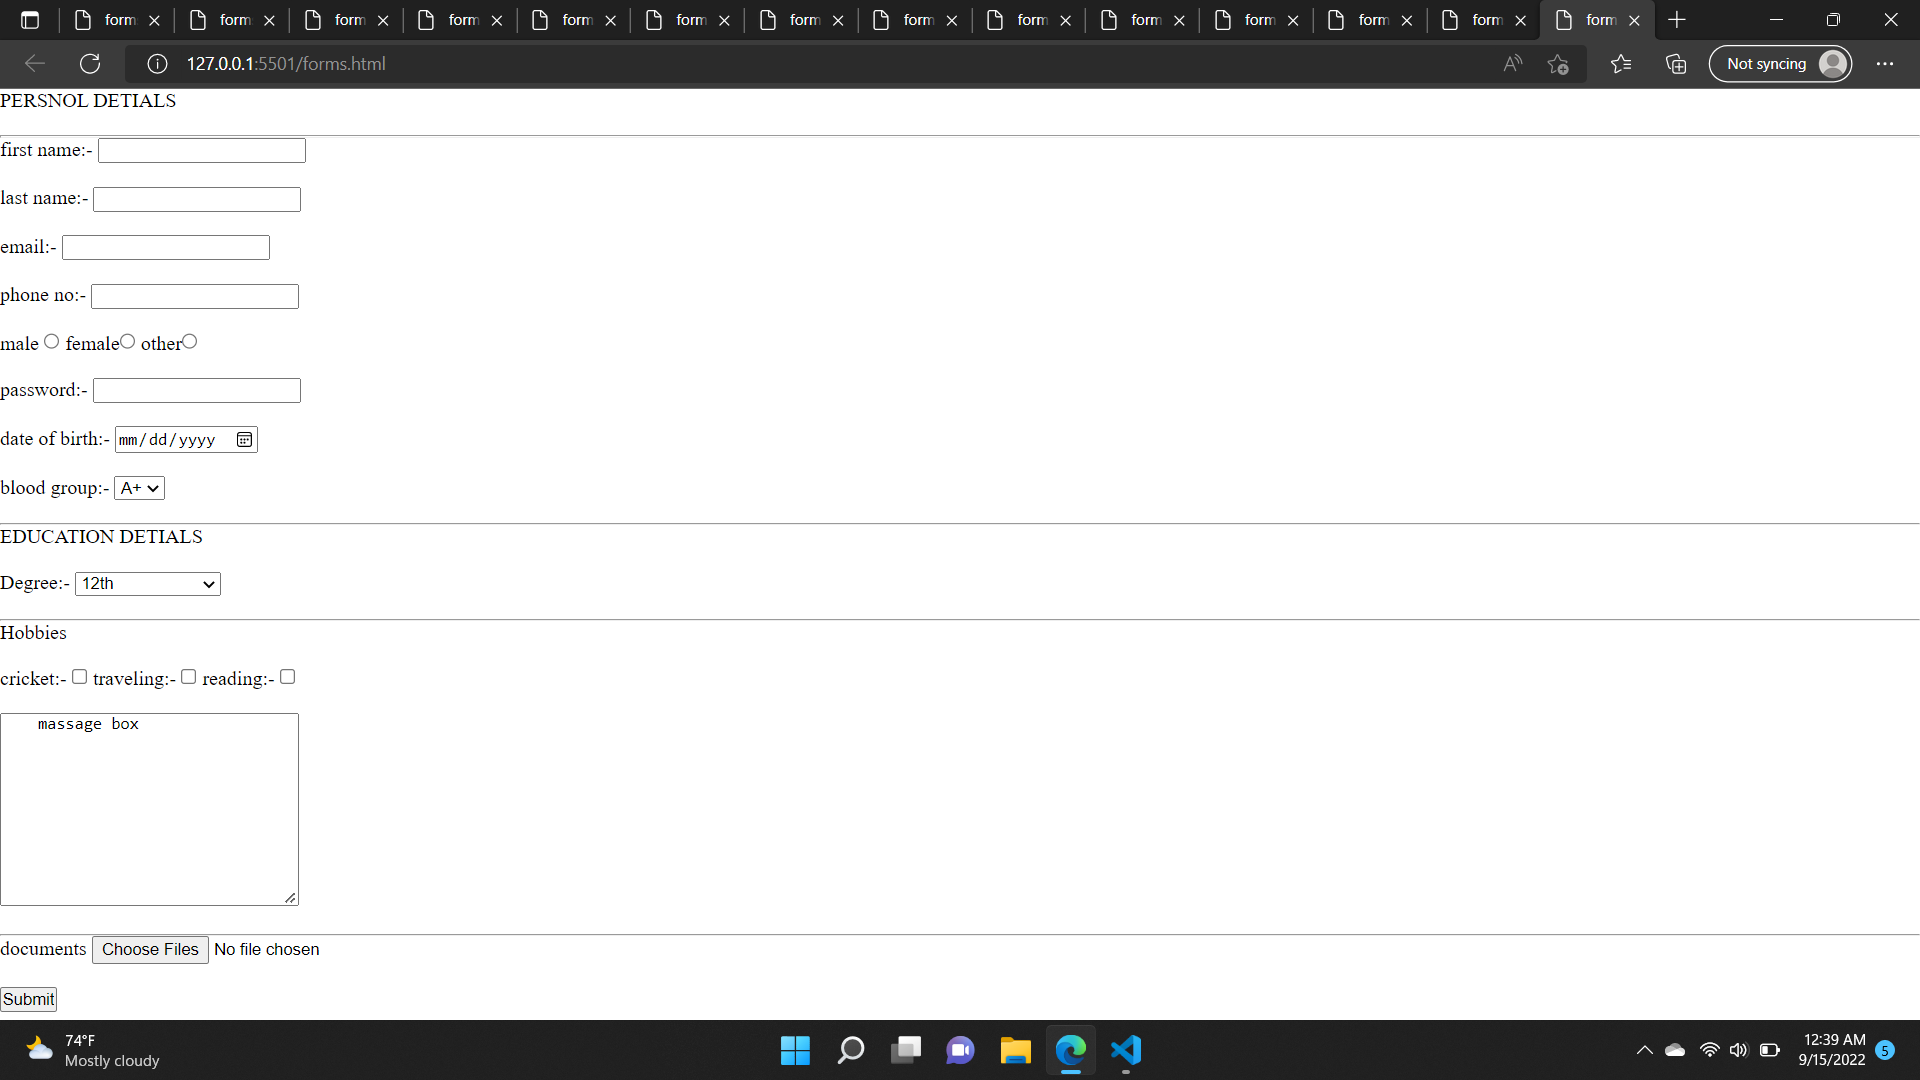 form form form form form form form form form form form form form form
127.0.0.1:5501/forms.html
Not syncing
PERSNOL DETIALS
first name:-
last name:-
email:-
phone no:-
male female other
password:-
date of birth:- mm/dd/yyyy
blood group:- A+
EDUCATION DETIALS
Degree:- 12th
Hobbies
cricket:- traveling:- reading:-
massage box
documents Choose Files No file chosen
Submit
74°F
Mostly cloudy
12:39 AM
9/15/2022
5